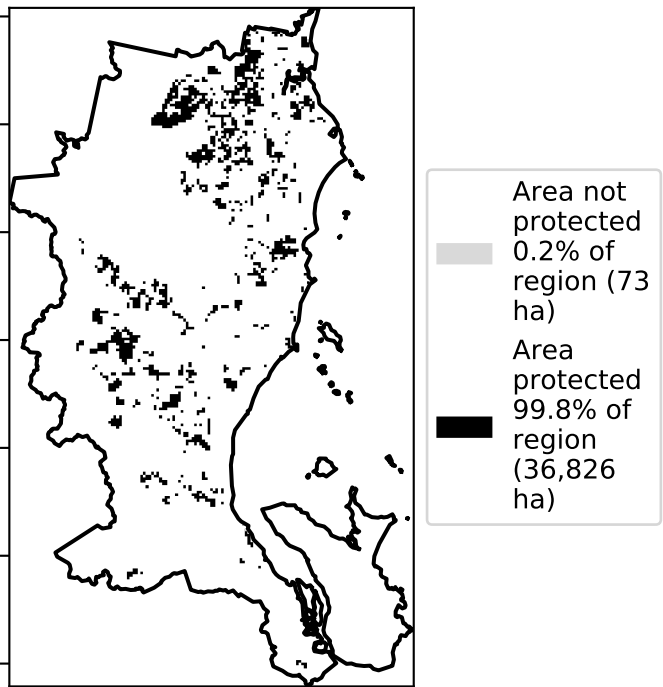 Area not
protected
0.2% of
region (73
ha)
Area
protected
99.8% of
region
(36,826
ha)